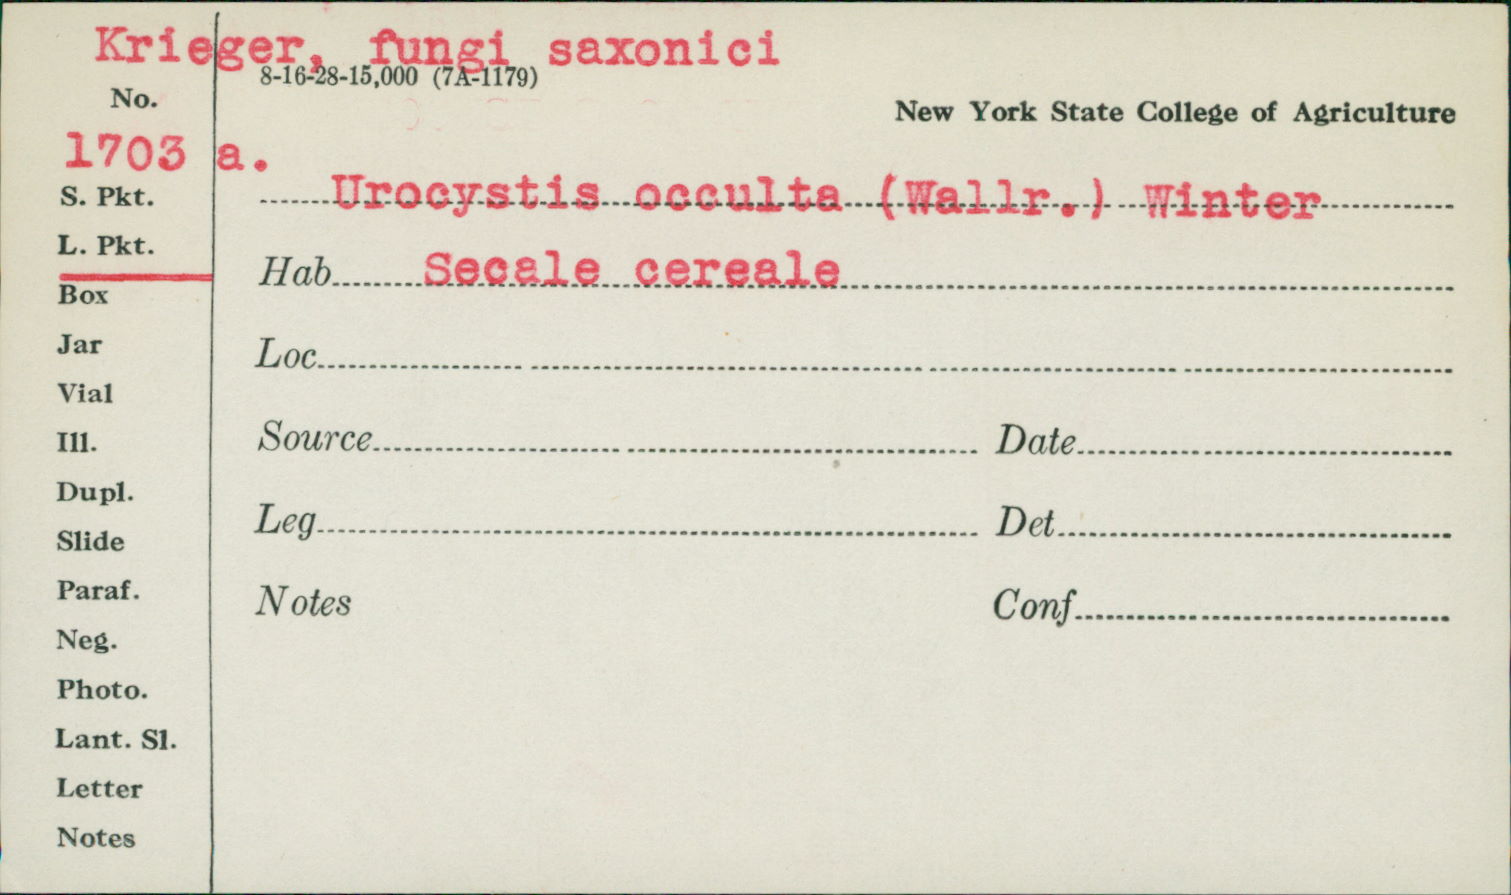 Krieger, fungi saxonici
8-16-28-15,000 (7A-1179)
No.
New York State College of Agriculture
1703 a.
S. Pkt.
Urocystis occulta (Wallr.) Winter
L. Pkt.
Hab. Secale cereale
Box
Jar
Loc.
Vial
Ill.
Source
Date
Dupl.
Slide
Leg.
Det.
Paraf.
Notes
Conf.
Neg.
Photo.
Lant. Sl.
Letter
Notes